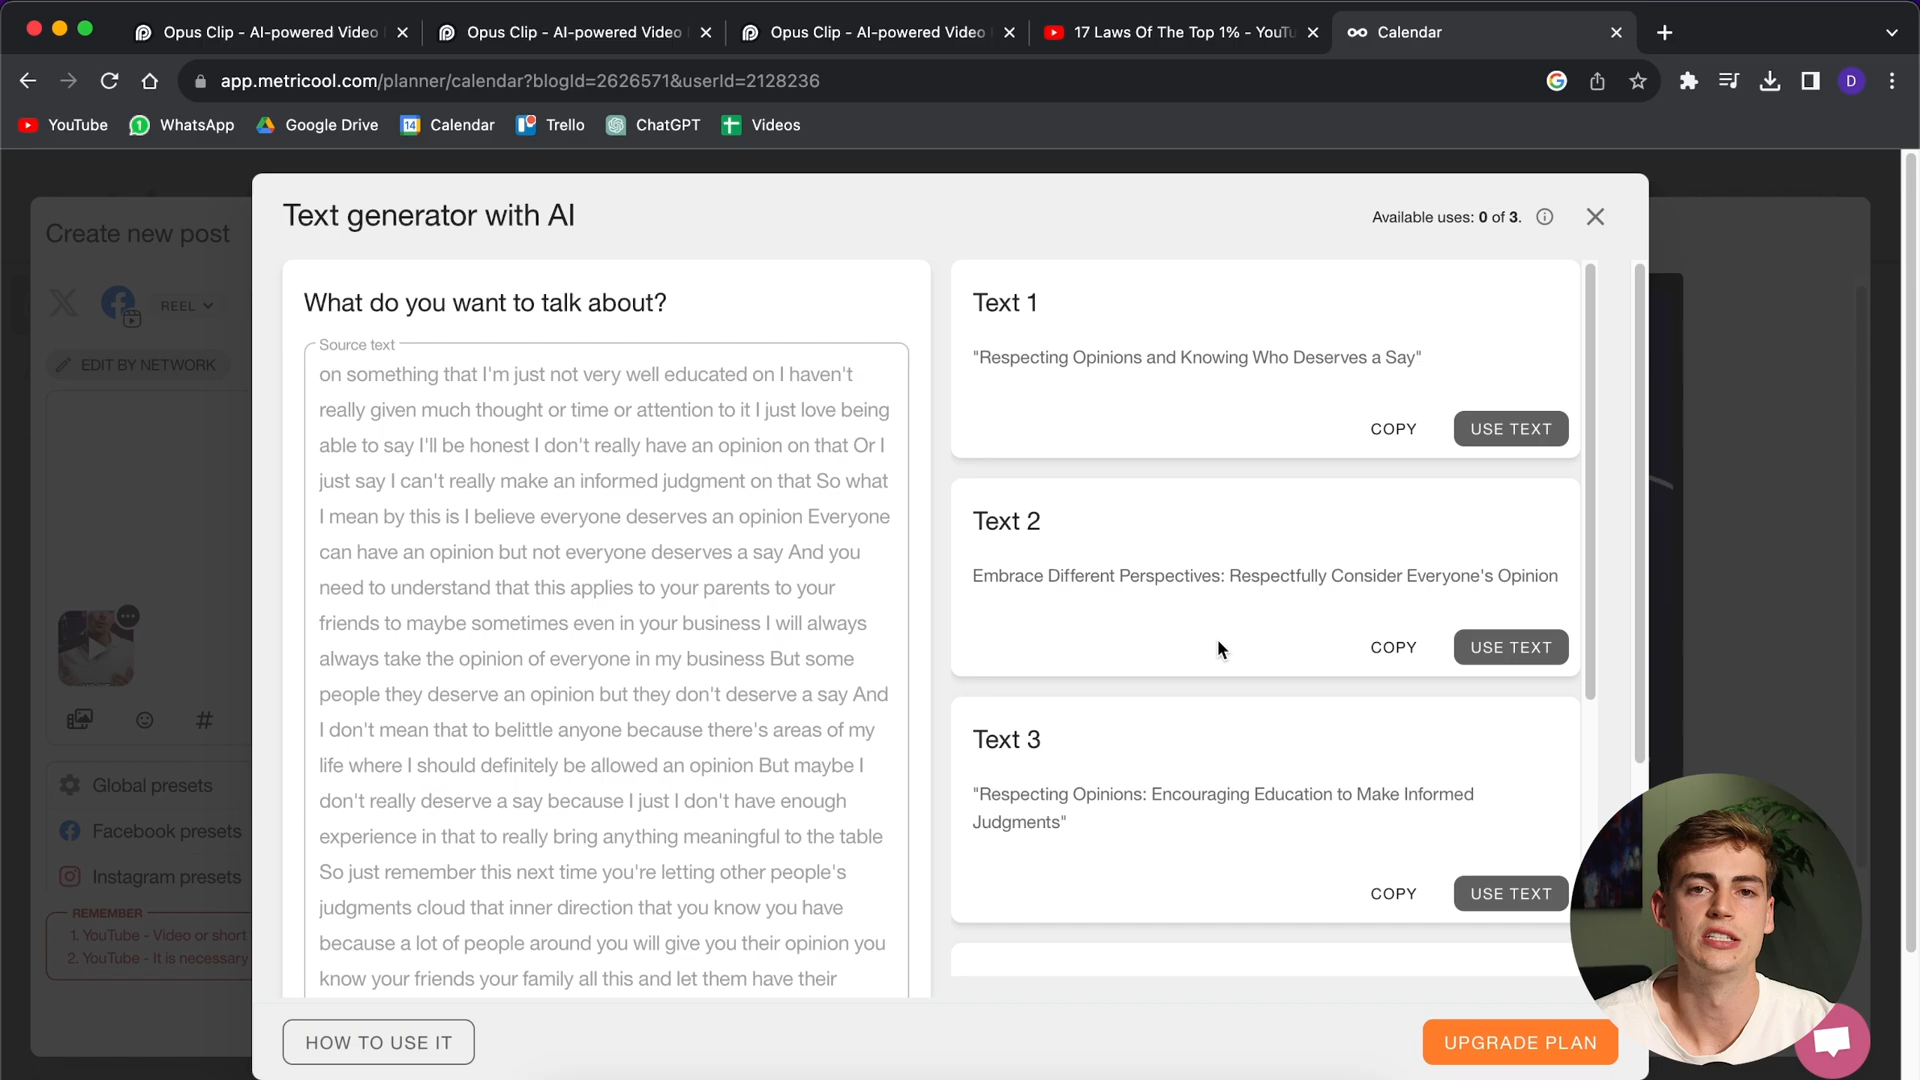 Opus Clip - AI-powered Video
Opus Clip - AI-powered Video
Opus Clip - AI-powered Video
17 Laws Of The Top 1% - YouTu
Calendar
app.metricool.com/planner/calendar?blogId=2626571&userId=2128236
D
YouTube
WhatsApp
Google Drive
Calendar
Trello
ChatGPT
Videos
Create new post
REEL
EDIT BY NETWORK
Global presets
Facebook presets
Instagram presets
REMEMBER
1. YouTube - Video or short
2. YouTube - It is necessary
Text generator with AI
Available uses: 0 of 3.
What do you want to talk about?
Source text
on something that I'm just not very well educated on I haven't
really given much thought or time or attention to it I just love being
able to say I'll be honest I don't really have an opinion on that Or I
just say I can't really make an informed judgment on that So what
I mean by this is I believe everyone deserves an opinion Everyone
can have an opinion but not everyone deserves a say And you
need to understand that this applies to your parents to your
friends to maybe sometimes even in your business I will always
always take the opinion of everyone in my business But some
people they deserve an opinion but they don't deserve a say And
I don't mean that to belittle anyone because there's areas of my
life where I should definitely be allowed an opinion But maybe I
don't really deserve a say because I just I don't have enough
experience in that to really bring anything meaningful to the table
So just remember this next time you're letting other people's
judgments cloud that inner direction that you know you have
because a lot of people around you will give you their opinion you
know your friends your family all this and let them have their
Text 1
"Respecting Opinions and Knowing Who Deserves a Say"
COPY
USE TEXT
Text 2
Embrace Different Perspectives: Respectfully Consider Everyone's Opinion
COPY
USE TEXT
Text 3
"Respecting Opinions: Encouraging Education to Make Informed
Judgments"
COPY
USE TEXT
HOW TO USE IT
UPGRADE PLAN